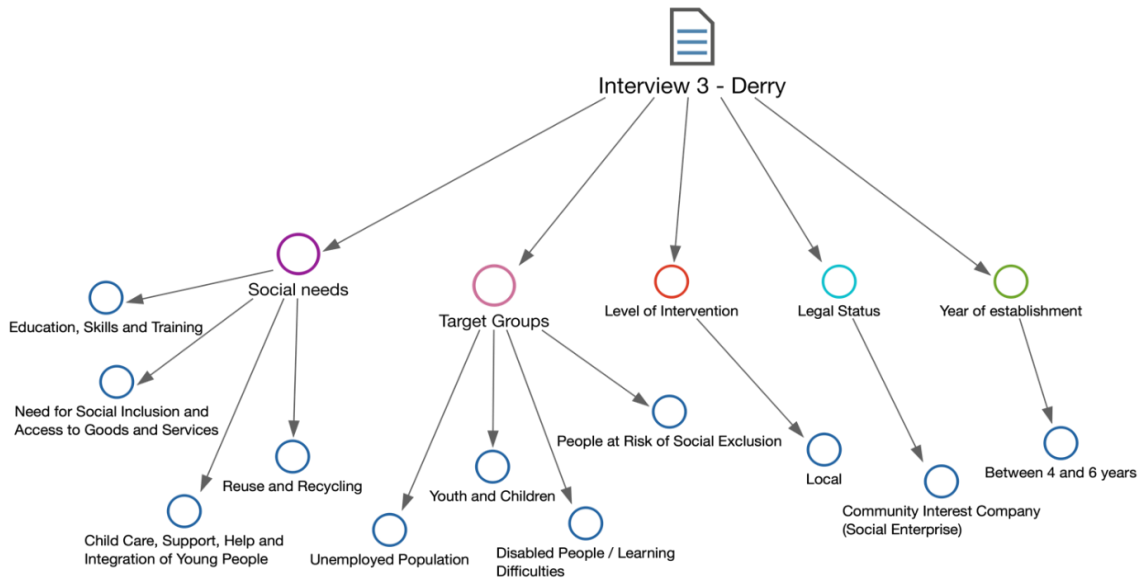 Interview 3 - Derry
Social needs
Target Groups
Level of Intervention
Legal Status
Year of establishment
Education, Skills and Training
Need for Social Inclusion and
Access to Goods and Services
Reuse and Recycling
Child Care, Support, Help and
Integration of Young People
People at Risk of Social Exclusion
Youth and Children
Unemployed Population
Disabled People / Learning
Difficulties
Local
Community Interest Company
(Social Enterprise)
Between 4 and 6 years